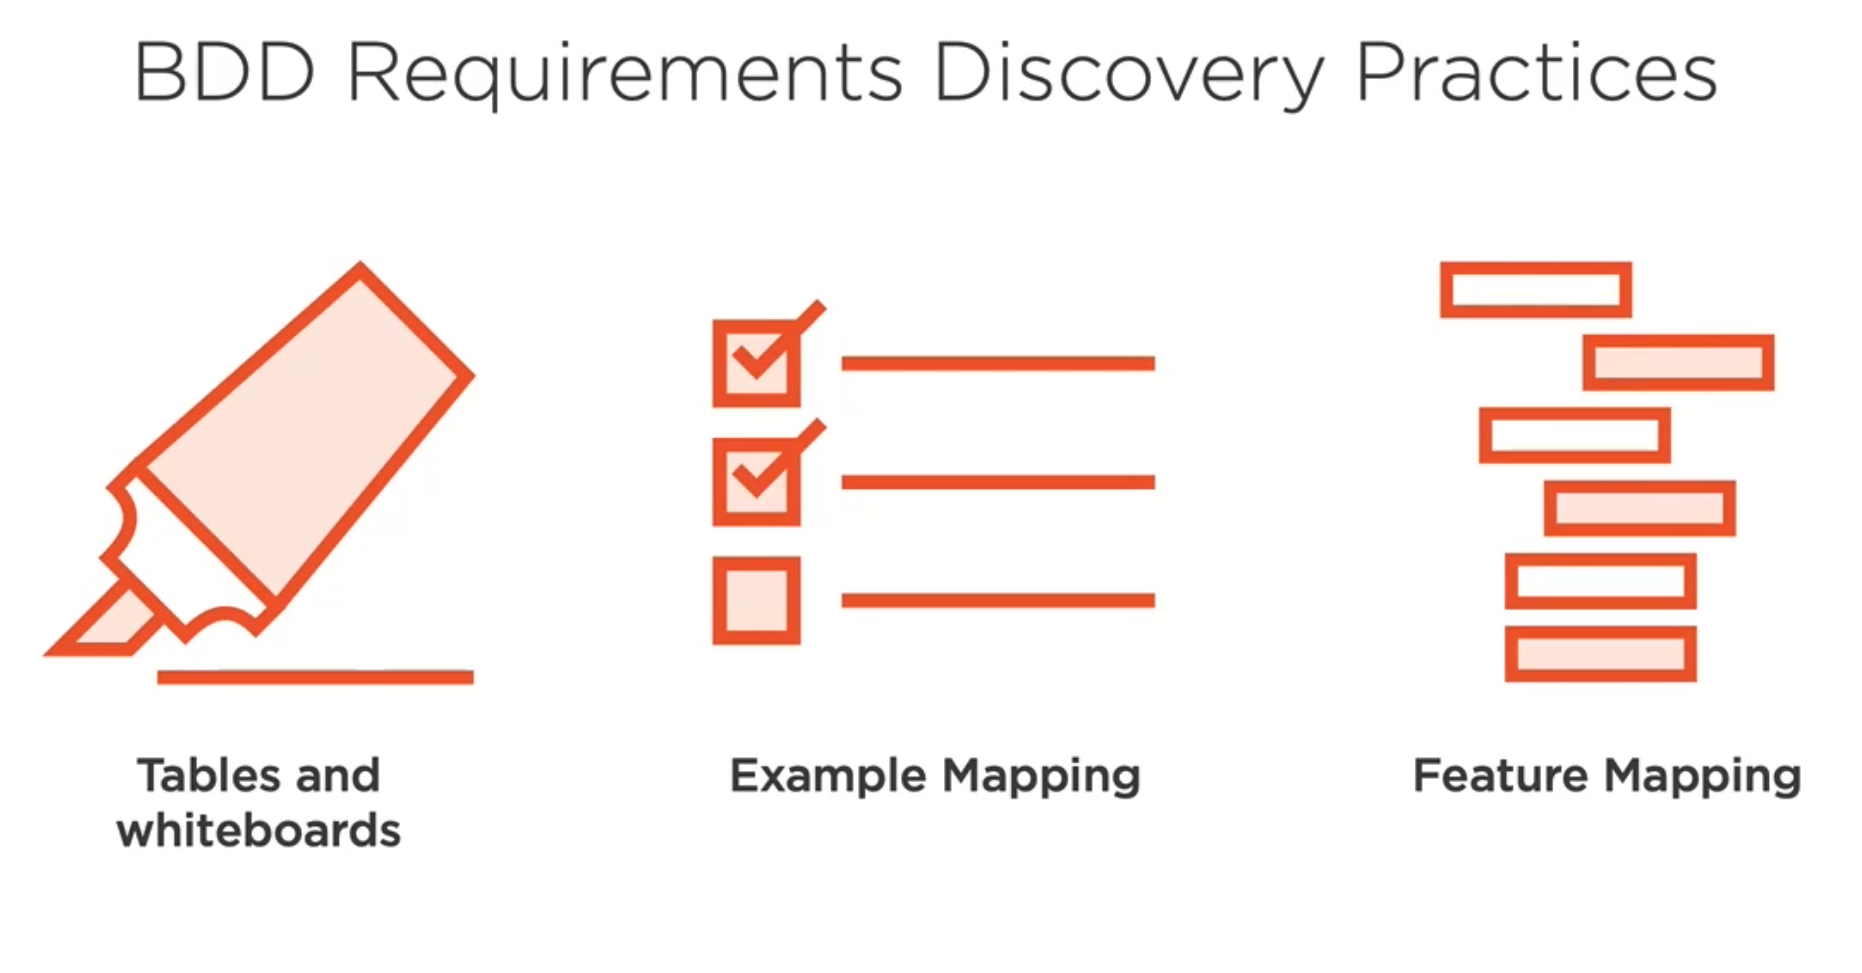 BDD Requirements Discovery Practices
Tables and
whiteboards
Example Mapping
Feature Mapping